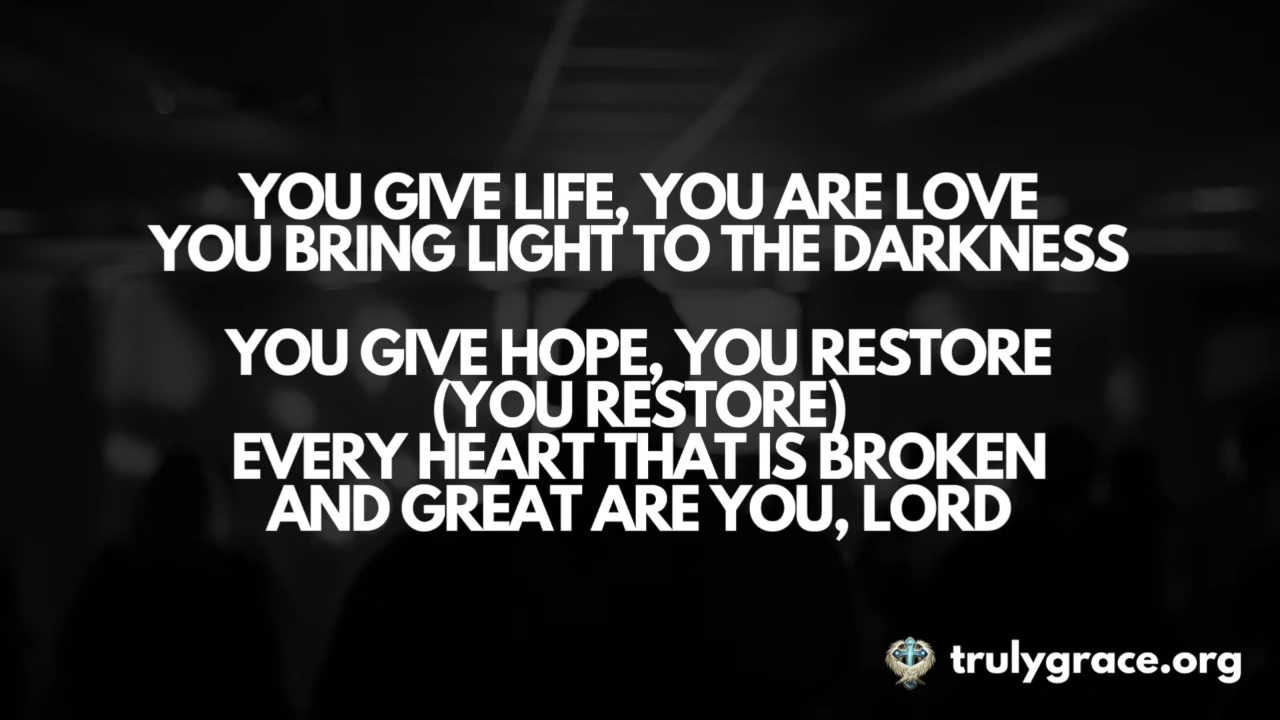 YOU GIVE LIFE, YOU ARE LOVE
YOU BRING LIGHT TO THE DARKNESS
YOU GIVE HOPE, YOU RESTORE
(YOU RESTORE)
EVERY HEART THAT IS BROKEN
AND GREAT ARE YOU, LORD
trulygrace.org